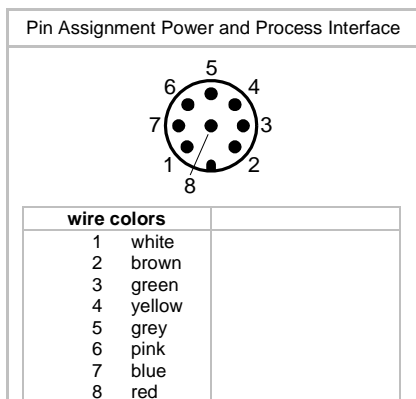 Pin Assignment Power and Process Interface
5
6 4
7 3
1 2
8
wire colors
1 white
2 brown
3 green
4 yellow
5 grey
6 pink
7 blue
8 red